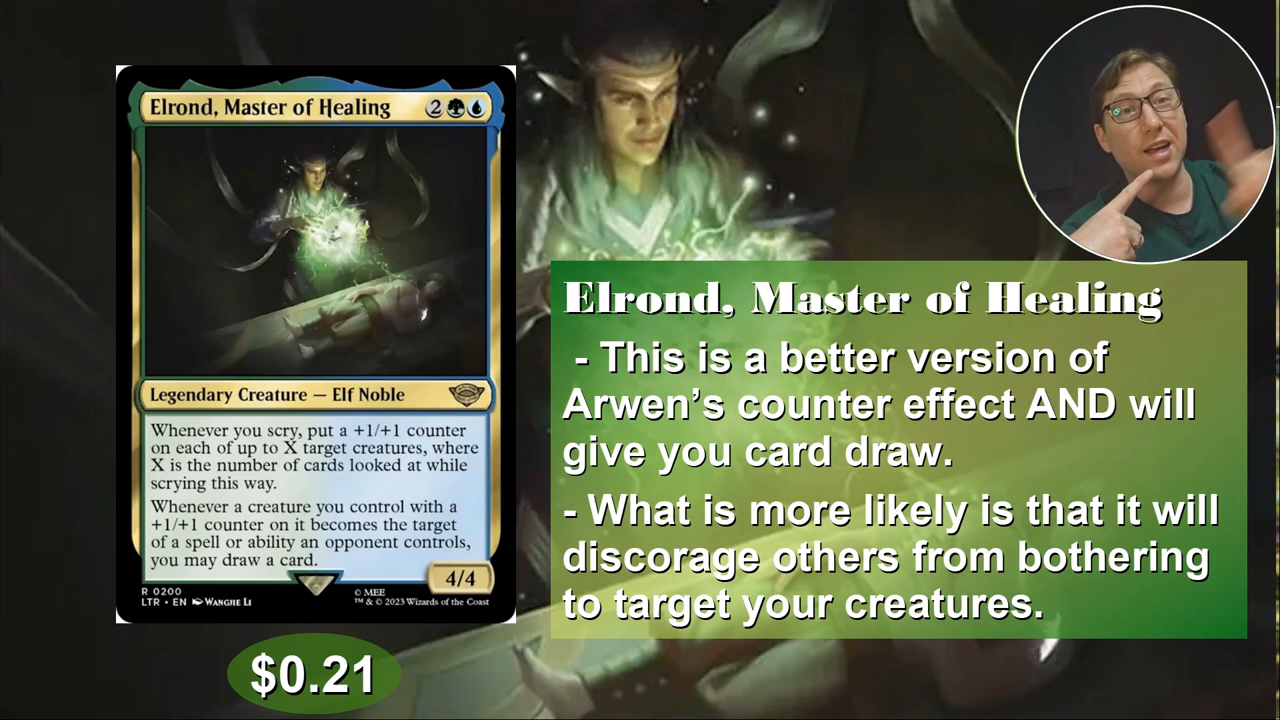 Elrond, Master of Healing 2
Legendary Creature — Elf Noble
Whenever you scry, put a +1/+1 counter
on each of up to X target creatures, where
X is the number of cards looked at while
scrying this way.
Whenever a creature you control with a
+1/+1 counter on it becomes the target
of a spell or ability an opponent controls,
you may draw a card.
4/4
R 0200
LTR • EN WANGJIE LI
© MEE
™ & © 2023 Wizards of the Coast
$0.21
Elrond, Master of Healing
- This is a better version of
Arwen’s counter effect AND will
give you card draw.
- What is more likely is that it will
discorage others from bothering
to target your creatures.